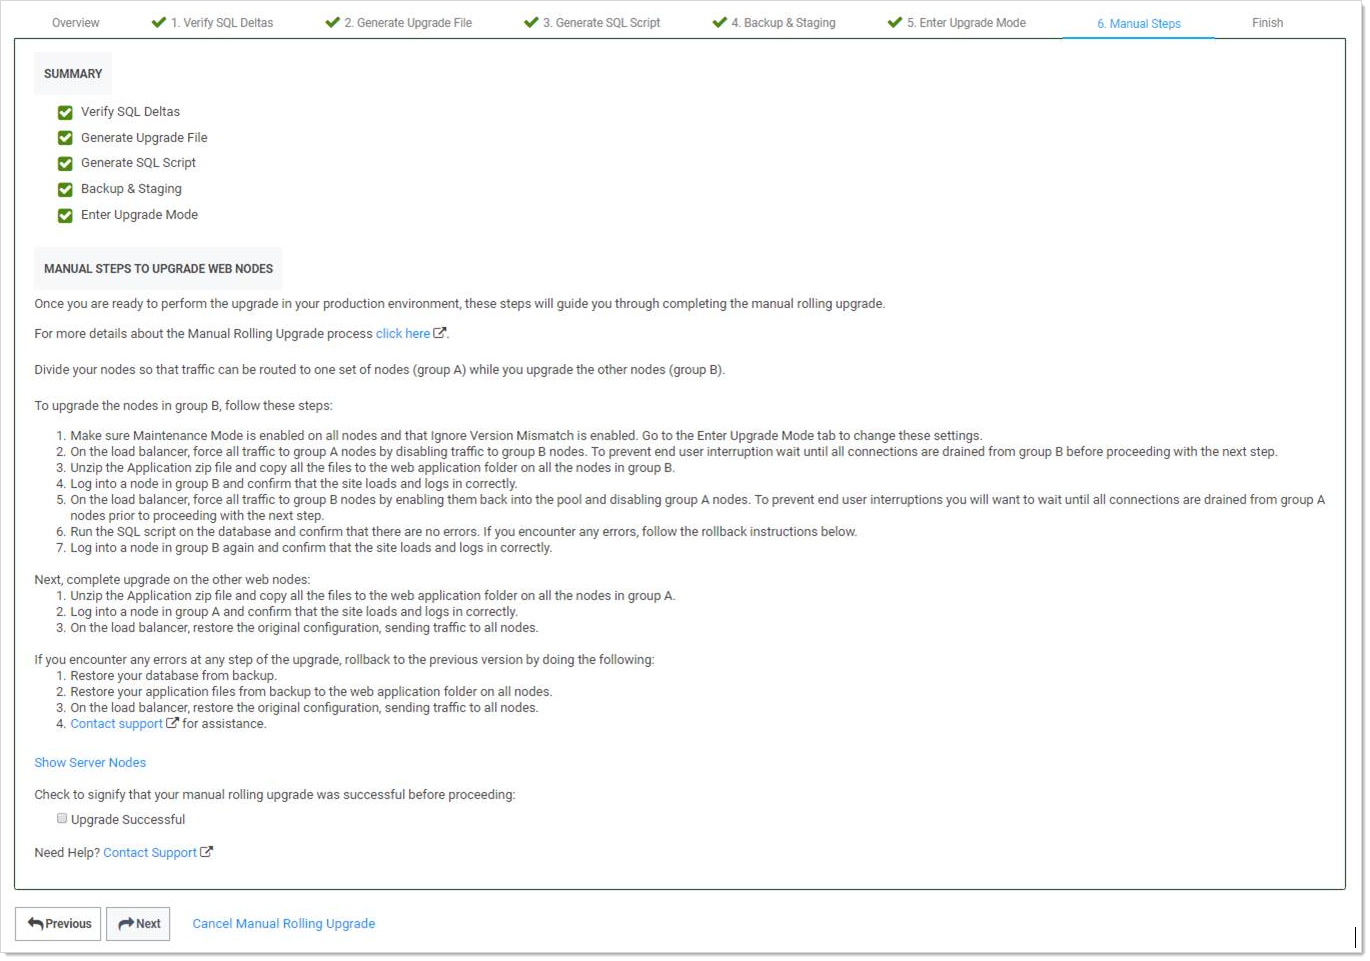 Overview
1. Verify SQL Deltas
2. Generate Upgrade File
3. Generate SQL Script
4. Backup & Staging
5. Enter Upgrade Mode
6. Manual Steps
Finish
SUMMARY
Verify SQL Deltas
Generate Upgrade File
Generate SQL Script
Backup & Staging
Enter Upgrade Mode
MANUAL STEPS TO UPGRADE WEB NODES
Once you are ready to perform the upgrade in your production environment, these steps will guide you through completing the manual rolling upgrade.
For more details about the Manual Rolling Upgrade process click here.
Divide your nodes so that traffic can be routed to one set of nodes (group A) while you upgrade the other nodes (group B).
To upgrade the nodes in group B, follow these steps:
1. Make sure Maintenance Mode is enabled on all nodes and that Ignore Version Mismatch is enabled. Go to the Enter Upgrade Mode tab to change these settings.
2. On the load balancer, force all traffic to group A nodes by disabling traffic to group B nodes. To prevent end user interruption wait until all connections are drained from group B before proceeding with the next step.
3. Unzip the Application zip file and copy all the files to the web application folder on all the nodes in group B.
4. Log into a node in group B and confirm that the site loads and logs in correctly.
5. On the load balancer, force all traffic to group B nodes by enabling them back into the pool and disabling group A nodes. To prevent end user interruptions you will want to wait until all connections are drained from group A
nodes prior to proceeding with the next step.
6. Run the SQL script on the database and confirm that there are no errors. If you encounter any errors, follow the rollback instructions below.
7. Log into a node in group B again and confirm that the site loads and logs in correctly.
Next, complete upgrade on the other web nodes:
1. Unzip the Application zip file and copy all the files to the web application folder on all the nodes in group A.
2. Log into a node in group A and confirm that the site loads and logs in correctly.
3. On the load balancer, restore the original configuration, sending traffic to all nodes.
If you encounter any errors at any step of the upgrade, rollback to the previous version by doing the following:
1. Restore your database from backup.
2. Restore your application files from backup to the web application folder on all nodes.
3. On the load balancer, restore the original configuration, sending traffic to all nodes.
4. Contact support for assistance.
Show Server Nodes
Check to signify that your manual rolling upgrade was successful before proceeding:
Upgrade Successful
Need Help? Contact Support
Previous
Next
Cancel Manual Rolling Upgrade